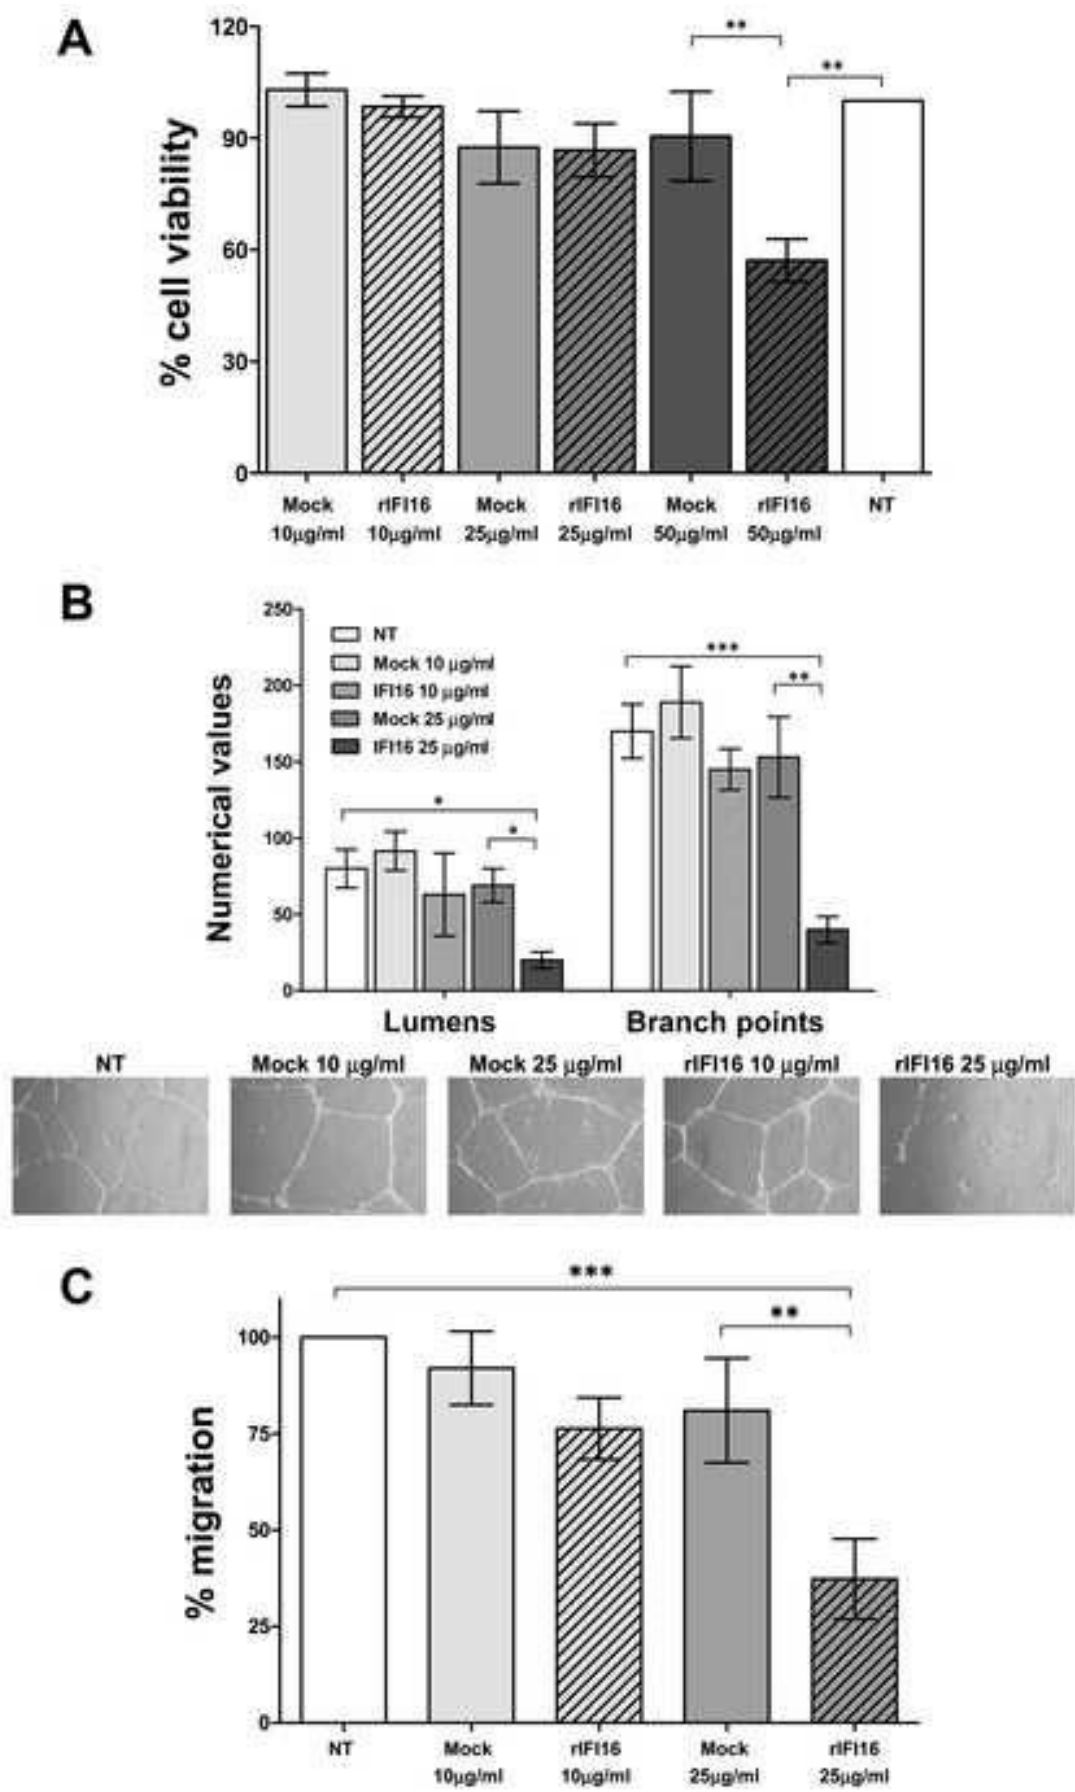 A
120
90
60
30
0
% cell viability
**
**
Mock rIFI16 Mock rIFI16 Mock rIFI16 NT
10µg/ml 10µg/ml 25µg/ml 25µg/ml 50µg/ml 50µg/ml
B
250
200
150
100
50
0
Numerical values
NT
Mock 10 µg/ml
IFI16 10 µg/ml
Mock 25 µg/ml
IFI16 25 µg/ml
*
*
***
**
Lumens Branch points
NT Mock 10 µg/ml Mock 25 µg/ml rIFI16 10 µg/ml rIFI16 25 µg/ml
C
***
**
100
75
50
25
0
% migration
NT Mock rIFI16 Mock rIFI16
10µg/ml 10µg/ml 25µg/ml 25µg/ml